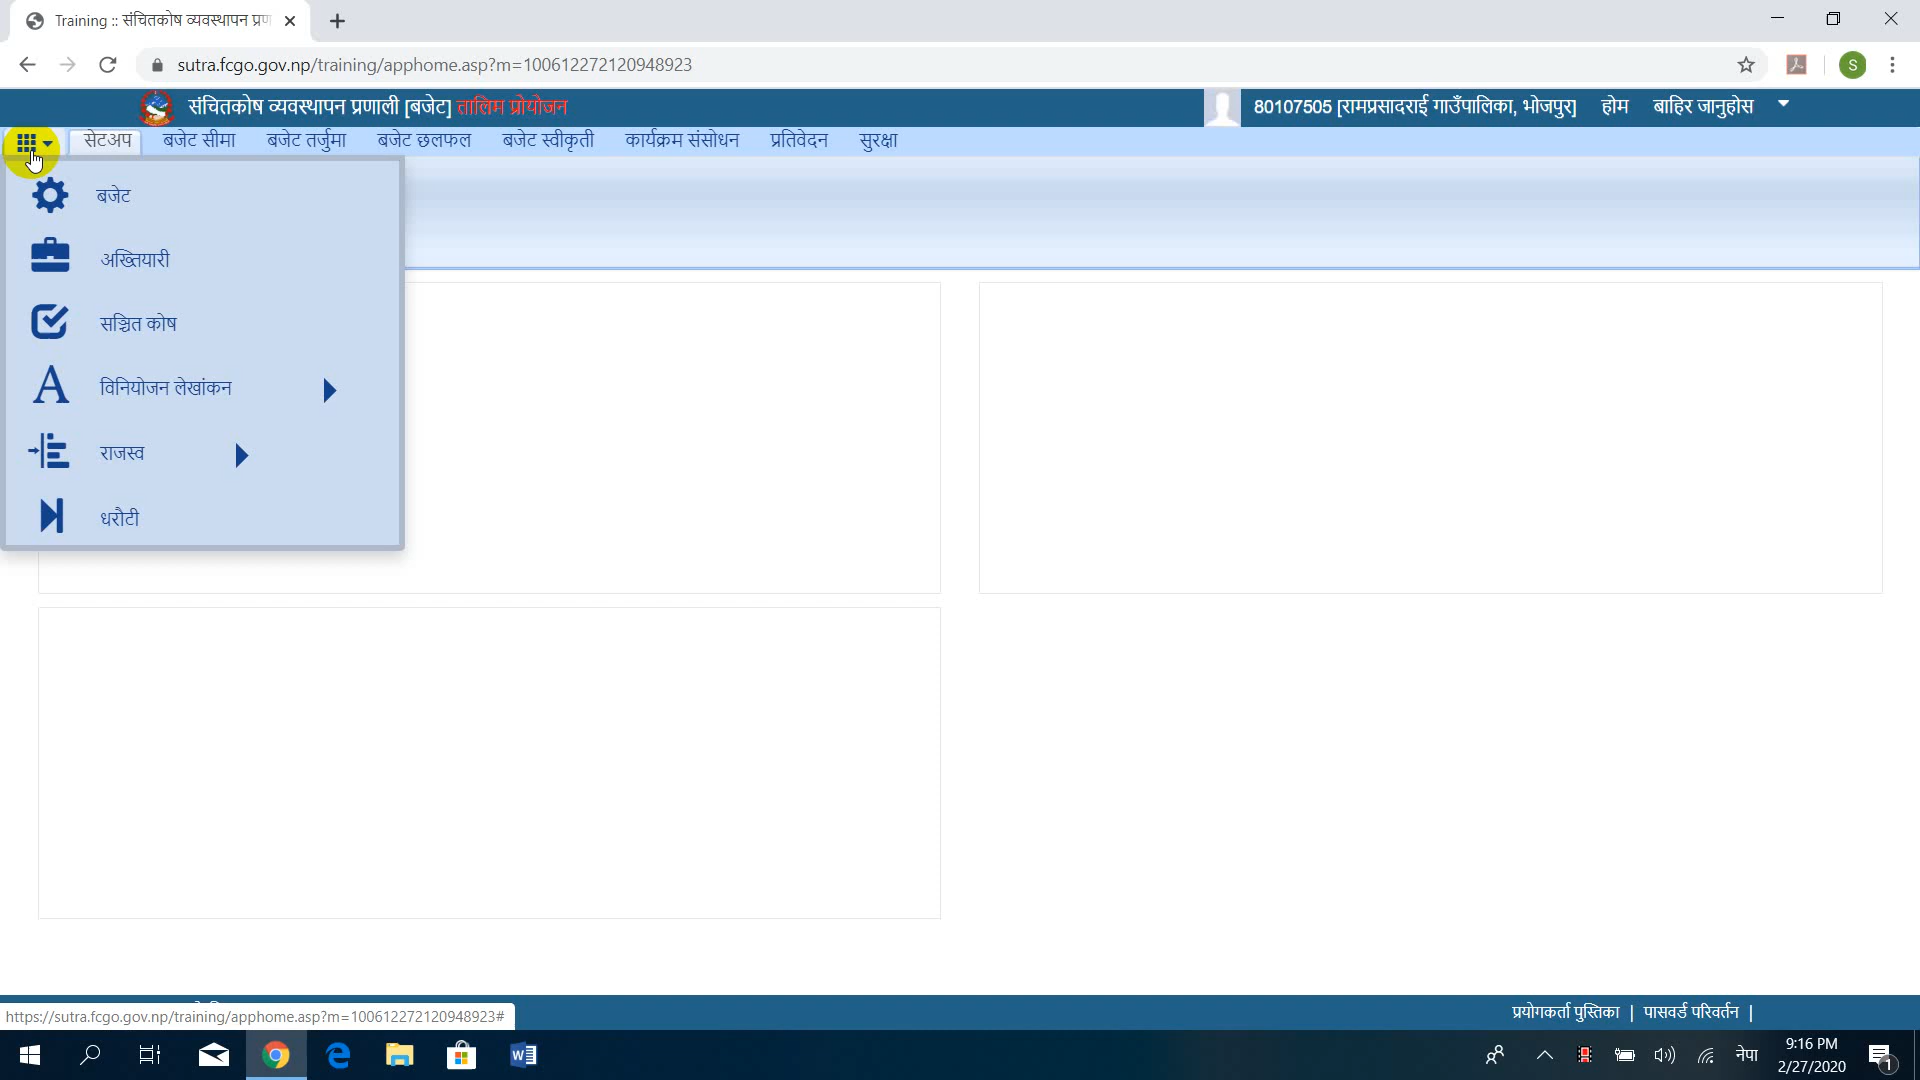 Training :: संचितकोष व्यवस्थापन प्रण
sutra.fcgo.gov.np/training/apphome.asp?m=100612272120948923
S
संचितकोष व्यवस्थापन प्रणाली [बजेट] तालिम प्रोयोजन
80107505 [रामप्रसादराई गाउँपालिका, भोजपुर] होम बाहिर जानुहोस
सेटअप बजेट सीमा बजेट तर्जुमा बजेट छलफल बजेट स्वीकृती कार्यक्रम संसोधन प्रतिवेदन सुरक्षा
बजेट
अख्तियारी
सञ्चित कोष
A विनियोजन लेखांकन
राजस्व
धरौटी
प्रयोगकर्ता पुस्तिका | पासवर्ड परिवर्तन |
https://sutra.fcgo.gov.np/training/apphome.asp?m=100612272120948923#
नेपा
9:16 PM
2/27/2020
1